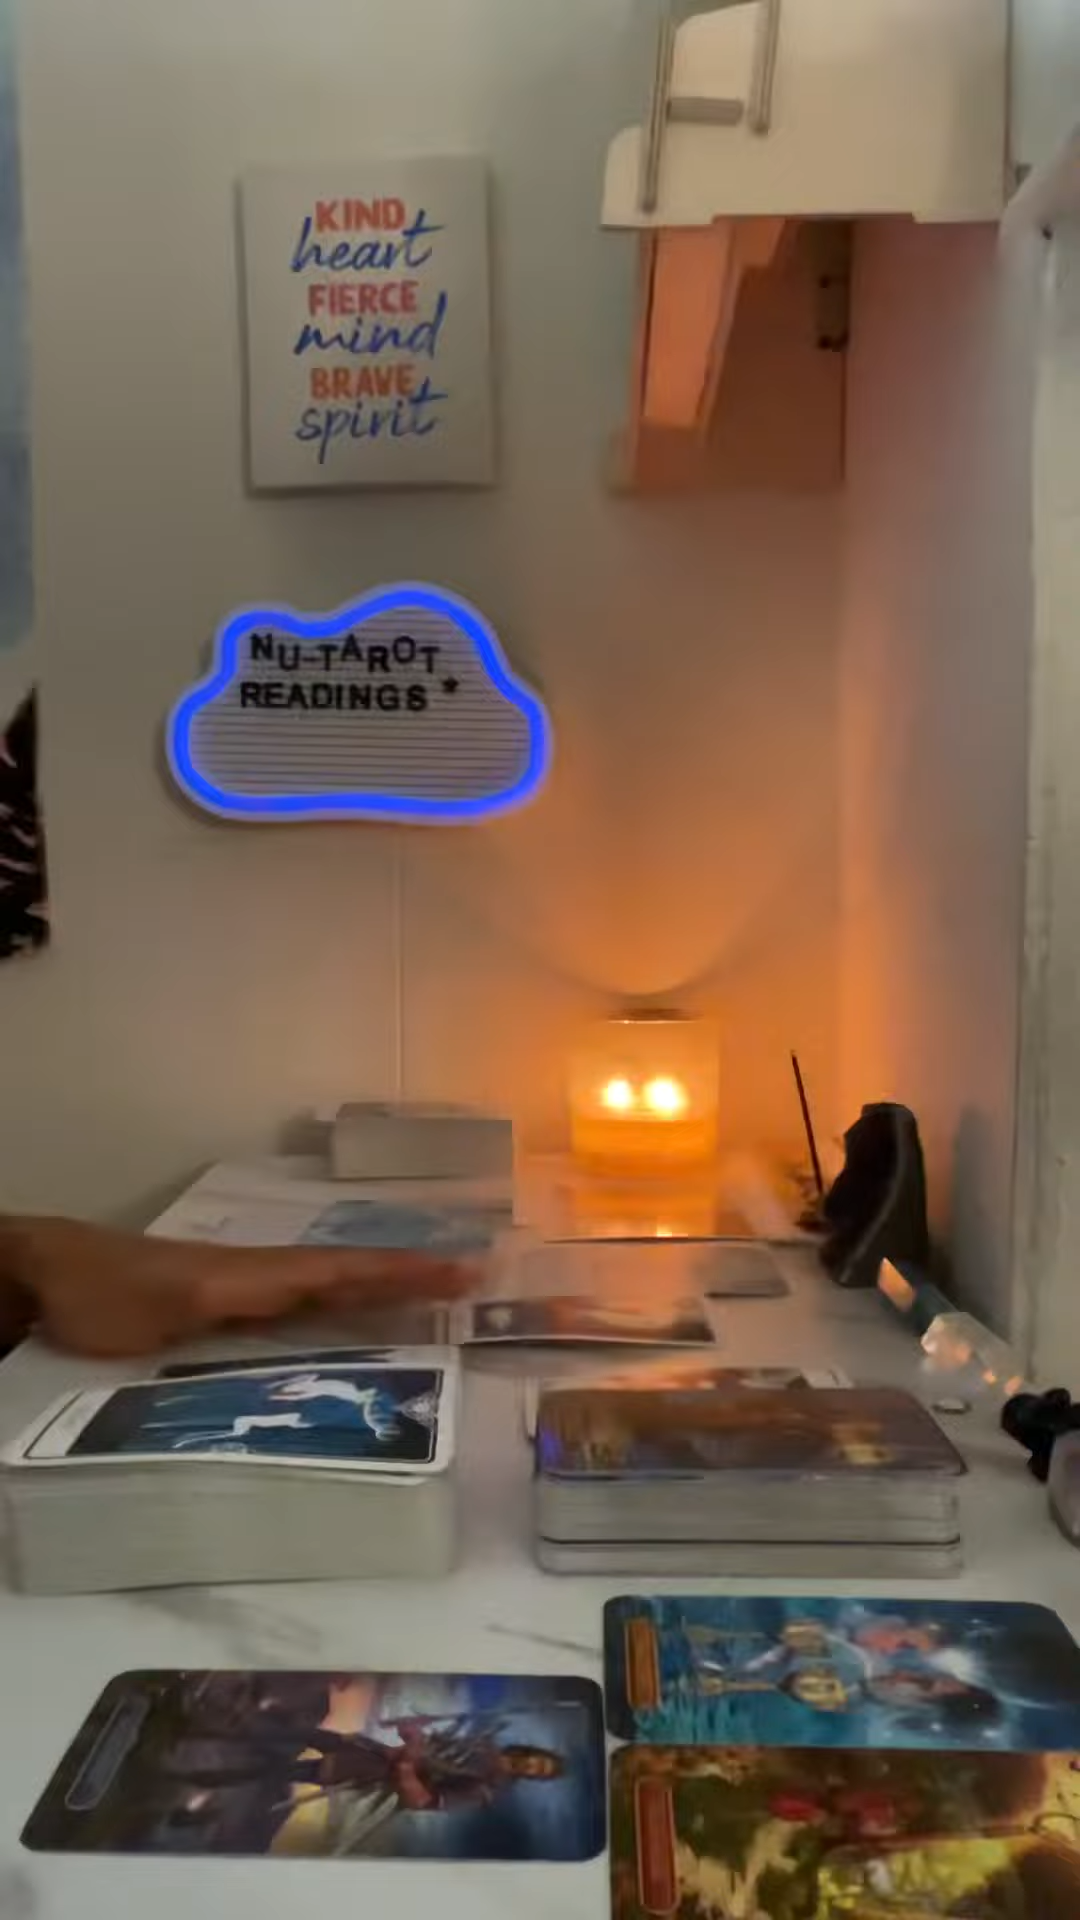 KIND
heart
FIERCE
mind
BRAVE
spirit
NU-TAROT
READINGS*